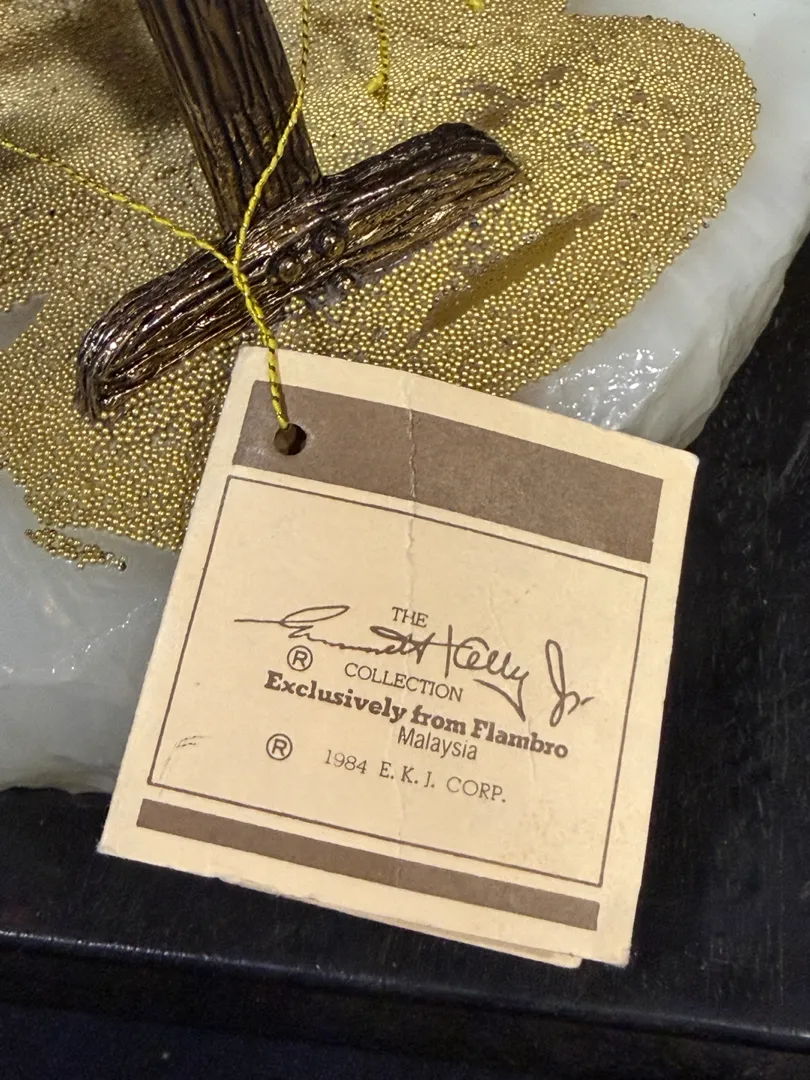 THE
Emmett Kelly Jr.
® COLLECTION
Exclusively from Flambro
Malaysia
® 1984 E. K. J. CORP.